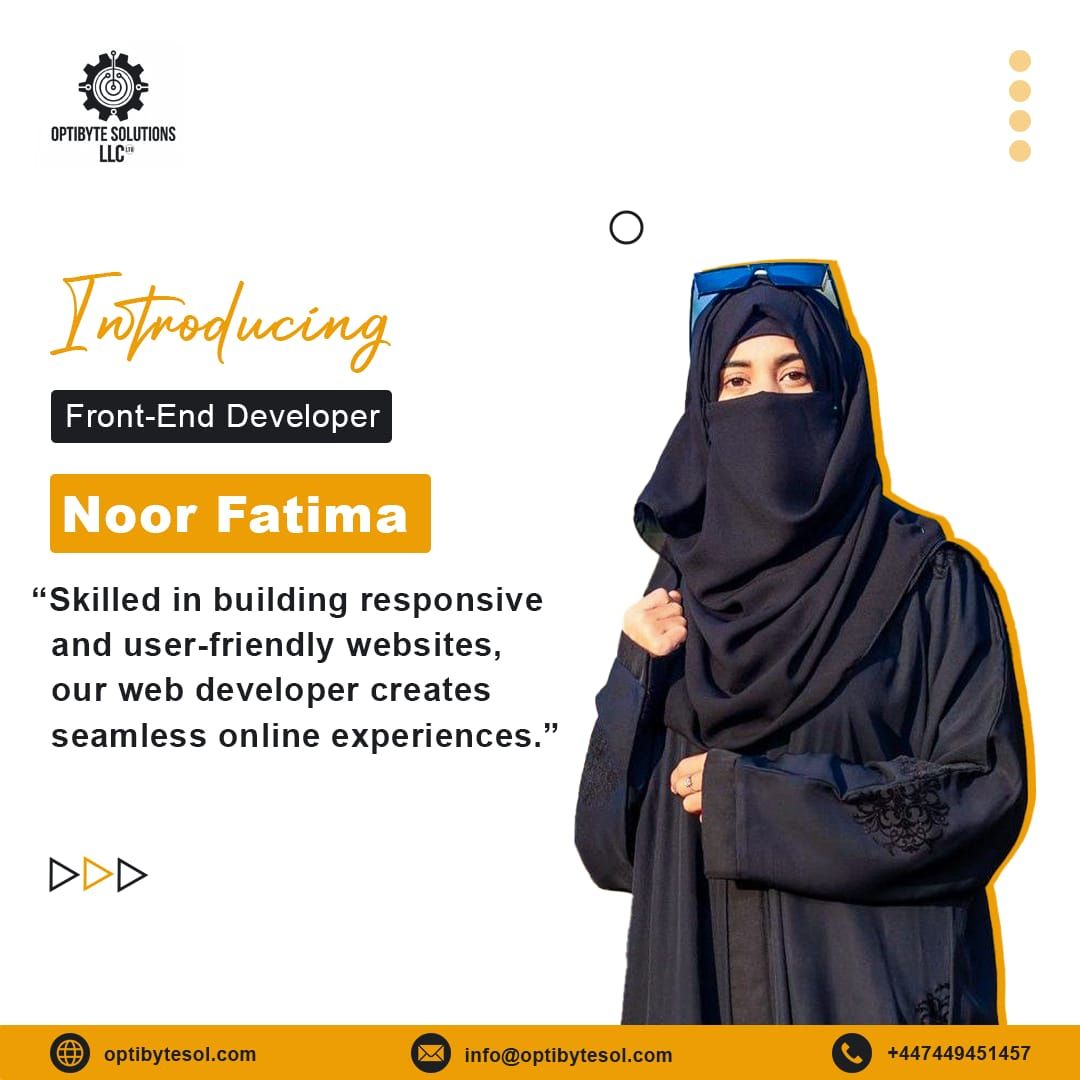 OPTIBYTE SOLUTIONS
LLC LTD
Introducing
Front-End Developer
Noor Fatima
“Skilled in building responsive
and user-friendly websites,
our web developer creates
seamless online experiences.”
optibytesol.com
info@optibytesol.com
+447449451457